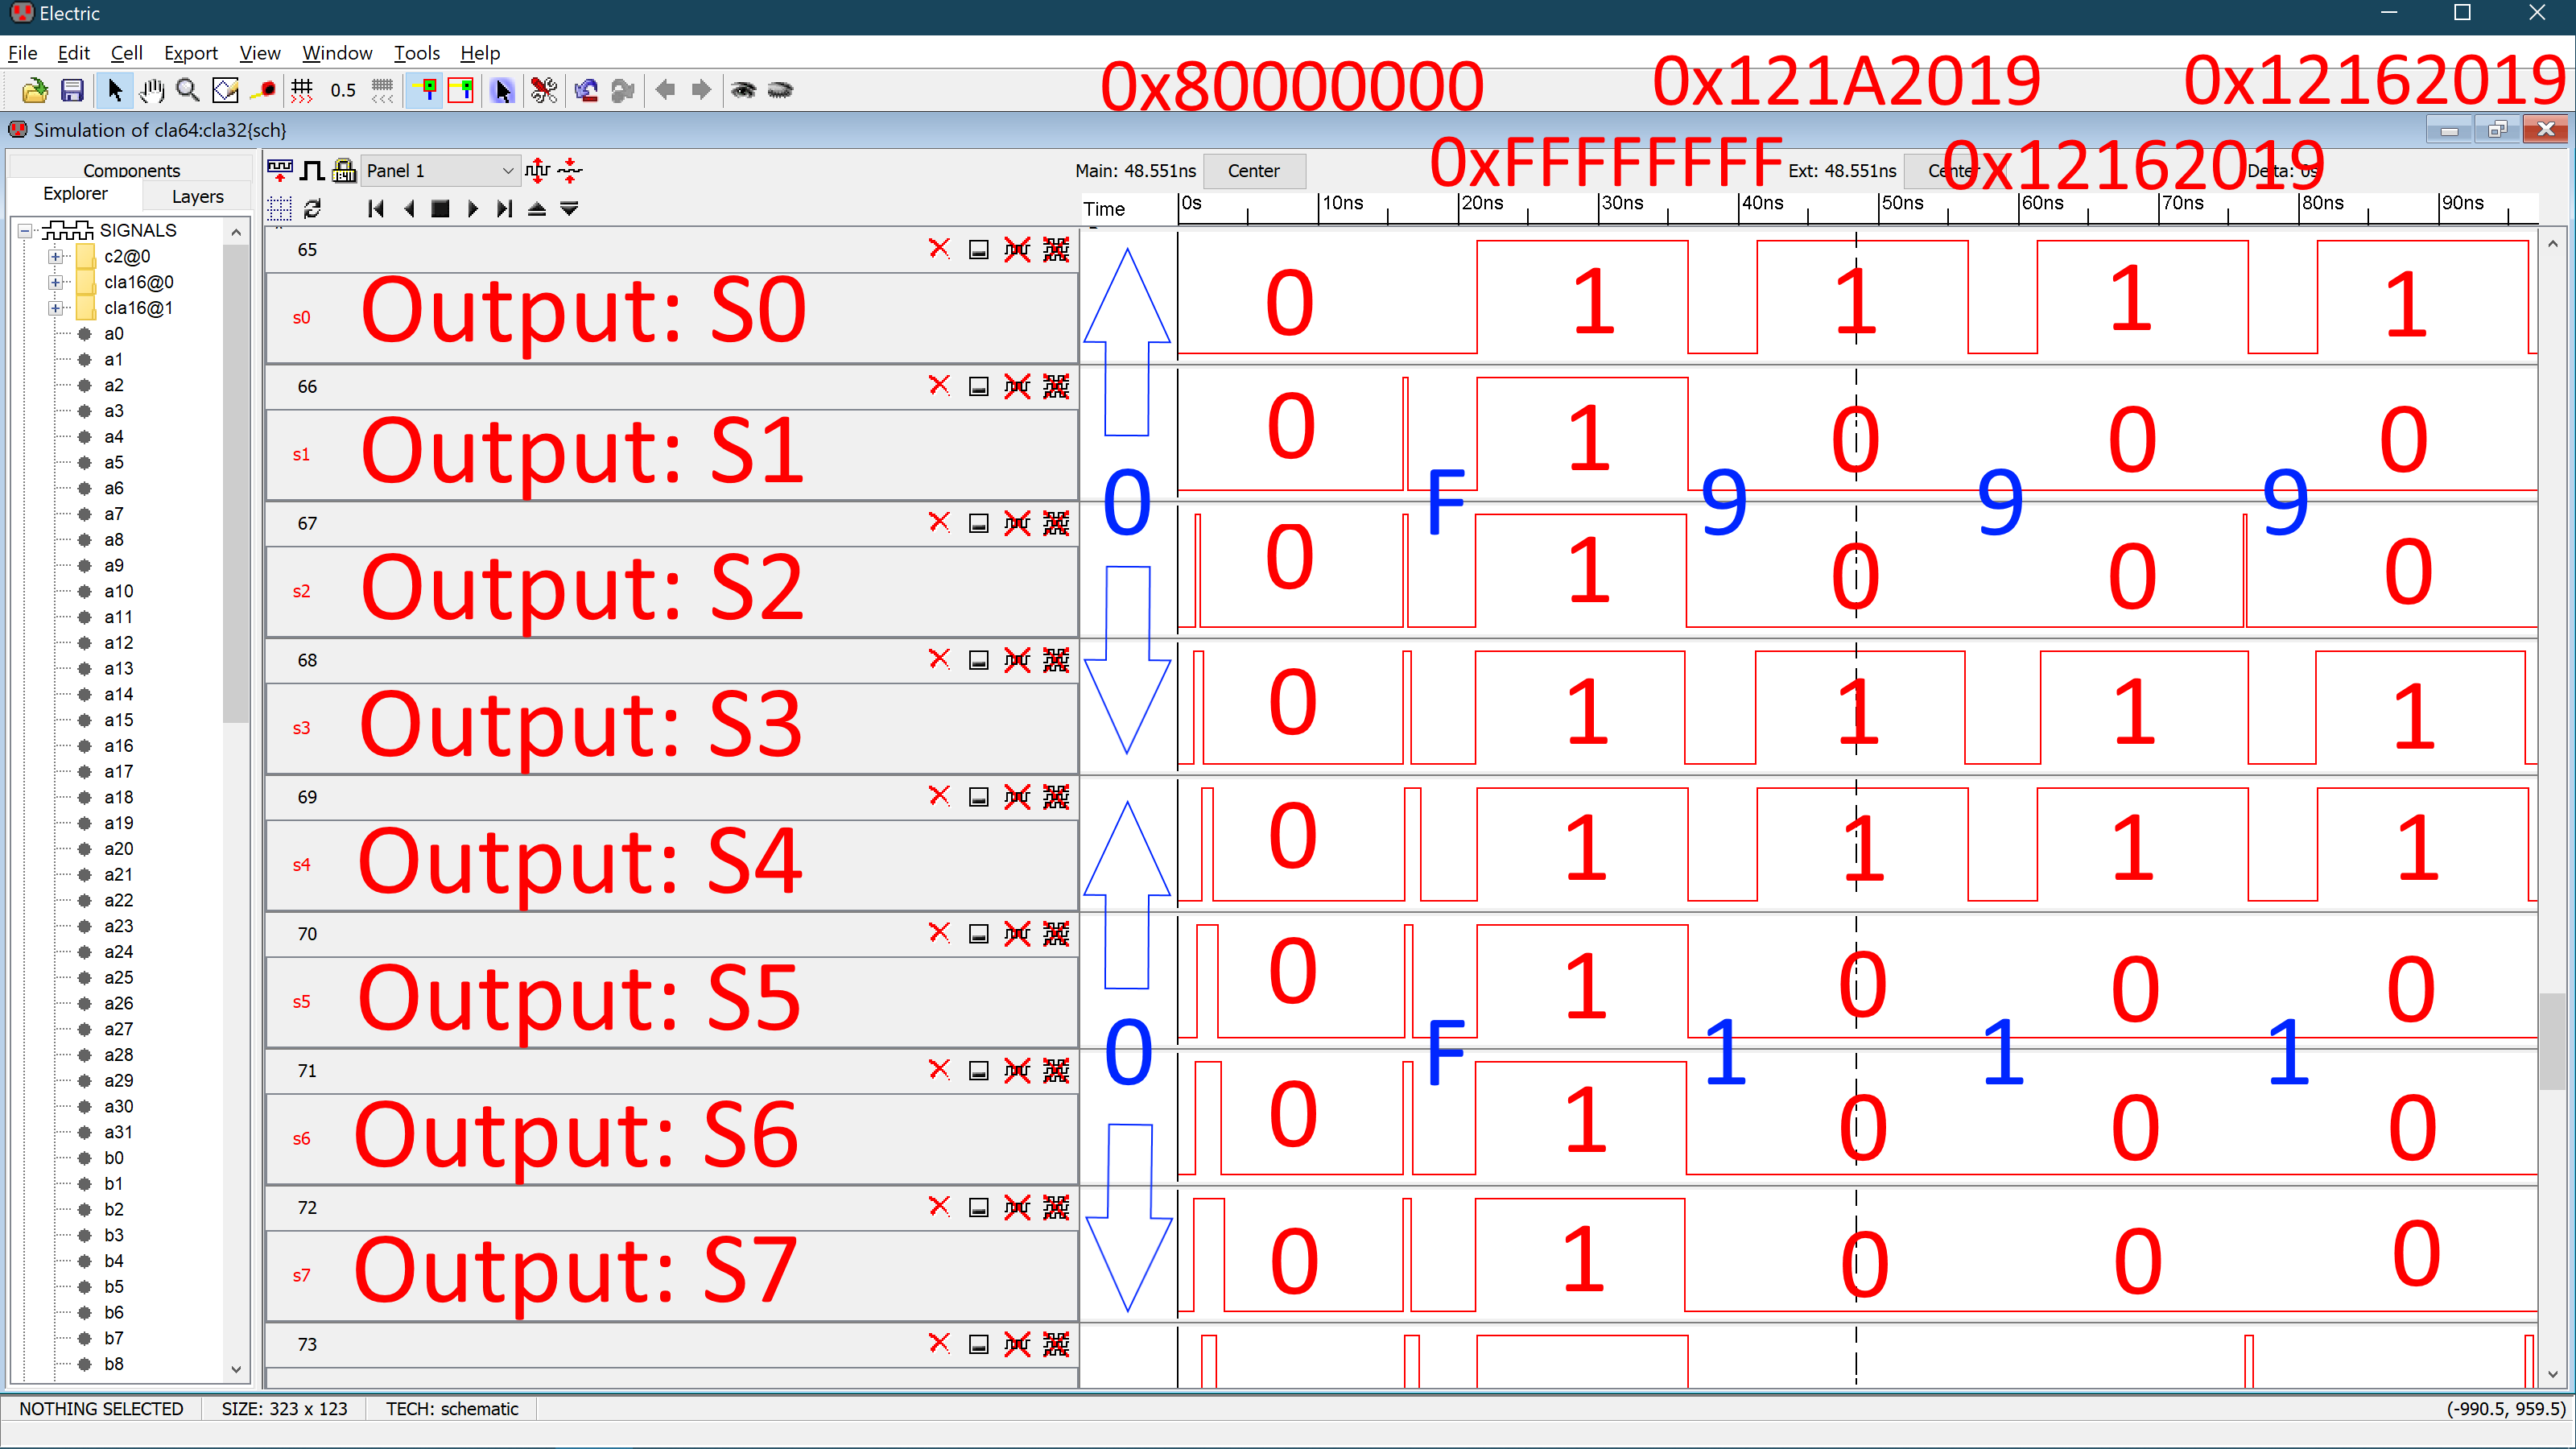 Electric
File Edit Cell Export View Window Tools Help
0.5
0x80000000 0x121A2019 0x12162019
Simulation of cla64:cla32{sch}
0xFFFFFFFF 0x12162019
Components
Explorer Layers
Panel 1 Main: 48.551ns Center Ext: 48.551ns Center Delta: 0s
Time 0s 10ns 20ns 30ns 40ns 50ns 60ns 70ns 80ns 90ns
SIGNALS
c2@0
cla16@0
cla16@1
a0
a1
a2
a3
a4
a5
a6
a7
a8
a9
a10
a11
a12
a13
a14
a15
a16
a17
a18
a19
a20
a21
a22
a23
a24
a25
a26
a27
a28
a29
a30
a31
b0
b1
b2
b3
b4
b5
b6
b7
b8
65
s0 Output: S0 0 1 1 1 1
66
s1 Output: S1 0 1 0 0 0
0 F 9 9 9
67
s2 Output: S2 0 1 0 0 0
68
s3 Output: S3 0 1 1 1 1
69
s4 Output: S4 0 1 1 1 1
70
s5 Output: S5 0 1 0 0 0
0 F 1 1 1
71
s6 Output: S6 0 1 0 0 0
72
s7 Output: S7 0 1 0 0 0
73
NOTHING SELECTED SIZE: 323 x 123 TECH: schematic (-990.5, 959.5)